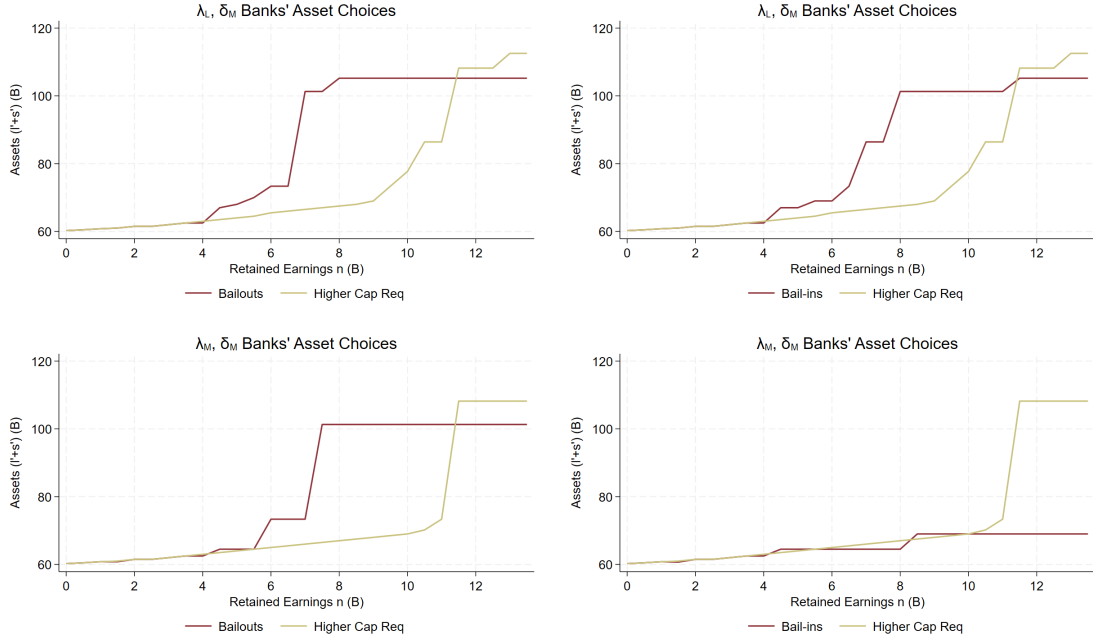 λL, δM Banks' Asset Choices
120
100
80
60
Assets (l'+s') (B)
0 2 4 6 8 10 12
Retained Earnings n (B)
Bailouts Higher Cap Req
λL, δM Banks' Asset Choices
120
100
80
60
Assets (l'+s') (B)
0 2 4 6 8 10 12
Retained Earnings n (B)
Bail-ins Higher Cap Req
λM, δM Banks' Asset Choices
120
100
80
60
Assets (l'+s') (B)
0 2 4 6 8 10 12
Retained Earnings n (B)
Bailouts Higher Cap Req
λM, δM Banks' Asset Choices
120
100
80
60
Assets (l'+s') (B)
0 2 4 6 8 10 12
Retained Earnings n (B)
Bail-ins Higher Cap Req